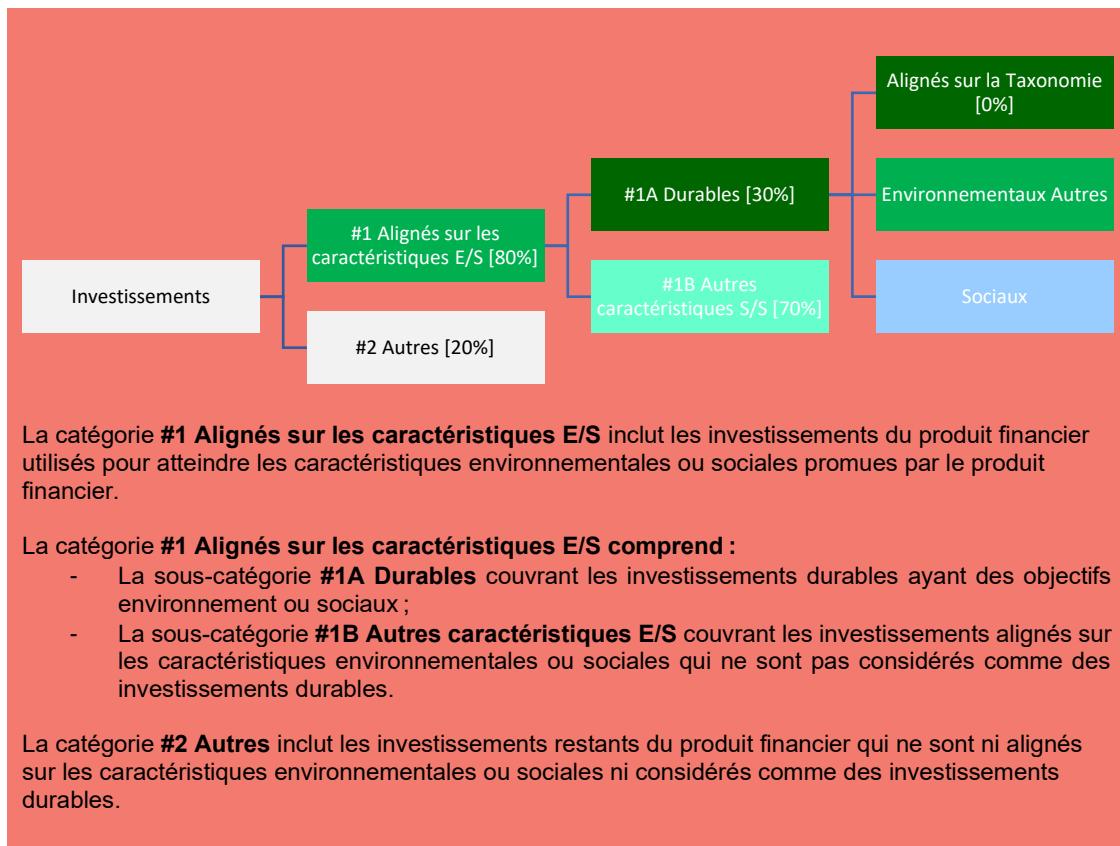 Alignés sur la Taxonomie
[0%]
#1A Durables [30%]
Environnementaux Autres
#1 Alignés sur les
caractéristiques E/S [80%]
Investissements
#1B Autres
caractéristiques S/S [70%]
Sociaux
#2 Autres [20%]
La catégorie #1 Alignés sur les caractéristiques E/S inclut les investissements du produit financier
utilisés pour atteindre les caractéristiques environnementales ou sociales promues par le produit
financier.
La catégorie #1 Alignés sur les caractéristiques E/S comprend :
- La sous-catégorie #1A Durables couvrant les investissements durables ayant des objectifs
environnement ou sociaux ;
- La sous-catégorie #1B Autres caractéristiques E/S couvrant les investissements alignés sur
les caractéristiques environnementales ou sociales qui ne sont pas considérés comme des
investissements durables.
La catégorie #2 Autres inclut les investissements restants du produit financier qui ne sont ni alignés
sur les caractéristiques environnementales ou sociales ni considérés comme des investissements
durables.